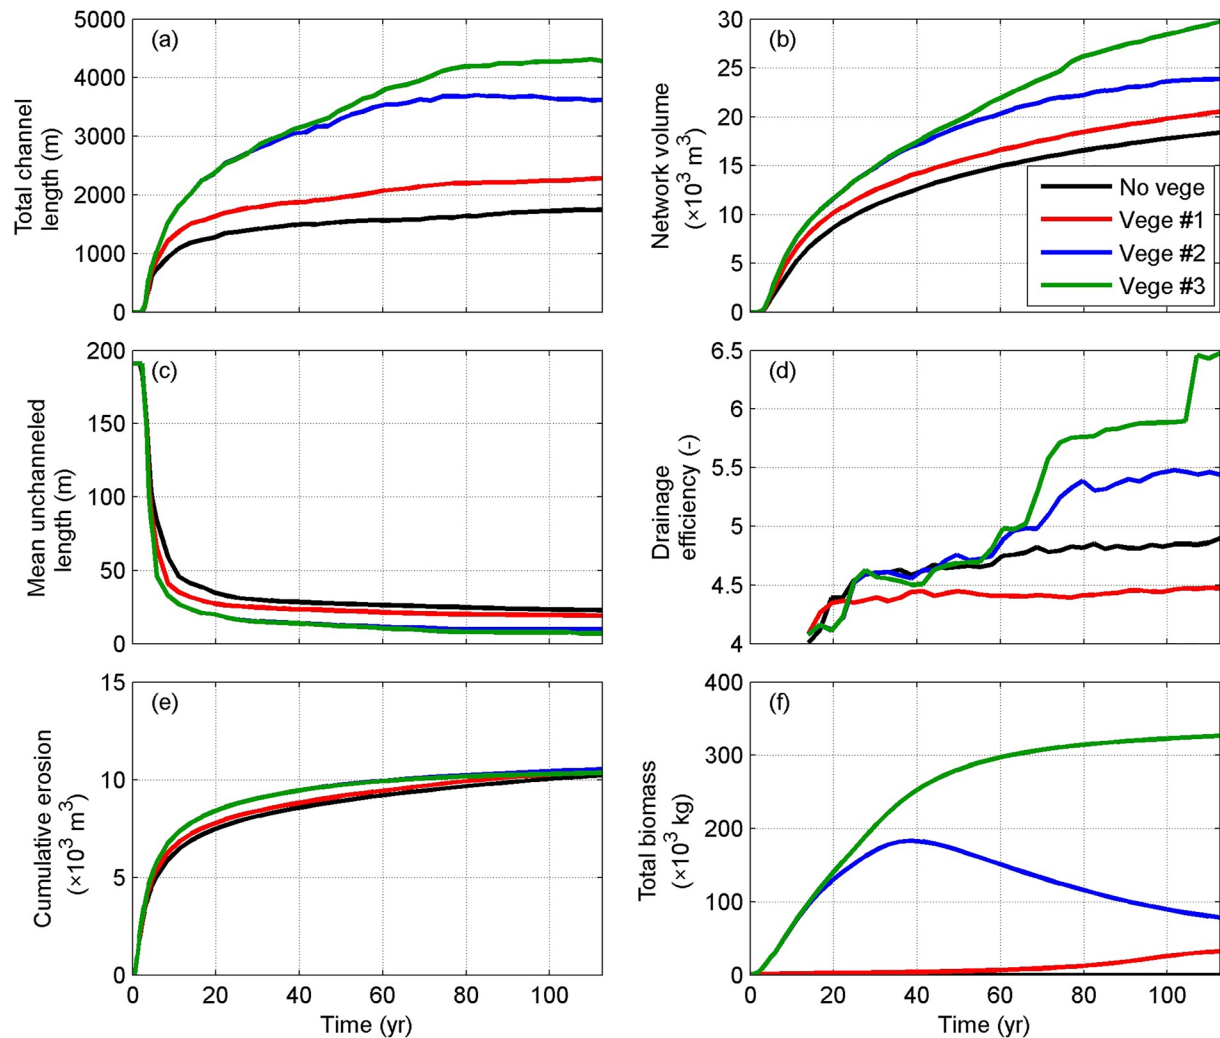 (a)
5000
4000
3000
2000
1000
0
Total channel
length (m)
(b)
30
25
20
15
10
5
0
Network volume
(×10³ m³)
No vege
Vege #1
Vege #2
Vege #3
(c)
200
150
100
50
0
Mean unchanneled
length (m)
(d)
6.5
6
5.5
5
4.5
4
Drainage
efficiency (-)
(e)
15
10
5
0
Cumulative erosion
(×10³ m³)
0 20 40 60 80 100
Time (yr)
(f)
400
300
200
100
0
Total biomass
(×10³ kg)
0 20 40 60 80 100
Time (yr)